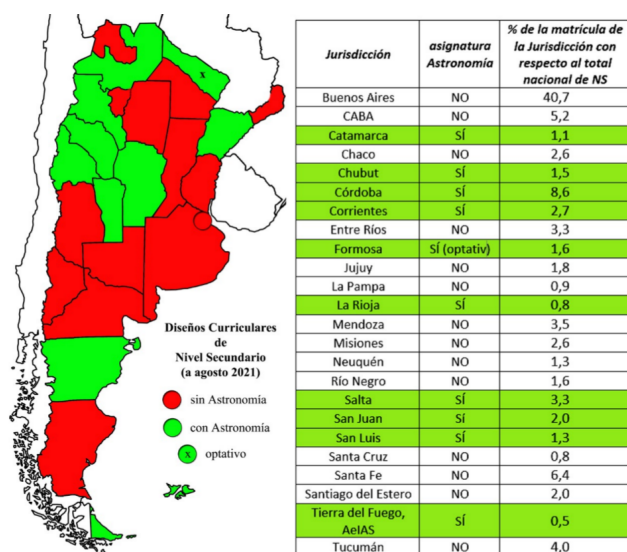 x
Diseños Curriculares
de
Nivel Secundario
(a agosto 2021)
sin Astronomía
con Astronomía
x optativo
Jurisdicción asignatura Astronomía % de la matrícula de la Jurisdicción con respecto al total nacional de NS
Buenos Aires NO 40,7
CABA NO 5,2
Catamarca SÍ 1,1
Chaco NO 2,6
Chubut SÍ 1,5
Córdoba SÍ 8,6
Corrientes SÍ 2,7
Entre Ríos NO 3,3
Formosa SÍ (optativ) 1,6
Jujuy NO 1,8
La Pampa NO 0,9
La Rioja SÍ 0,8
Mendoza NO 3,5
Misiones NO 2,6
Neuquén NO 1,3
Río Negro NO 1,6
Salta SÍ 3,3
San Juan SÍ 2,0
San Luis SÍ 1,3
Santa Cruz NO 0,8
Santa Fe NO 6,4
Santiago del Estero NO 2,0
Tierra del Fuego, AeIAS SÍ 0,5
Tucumán NO 4,0